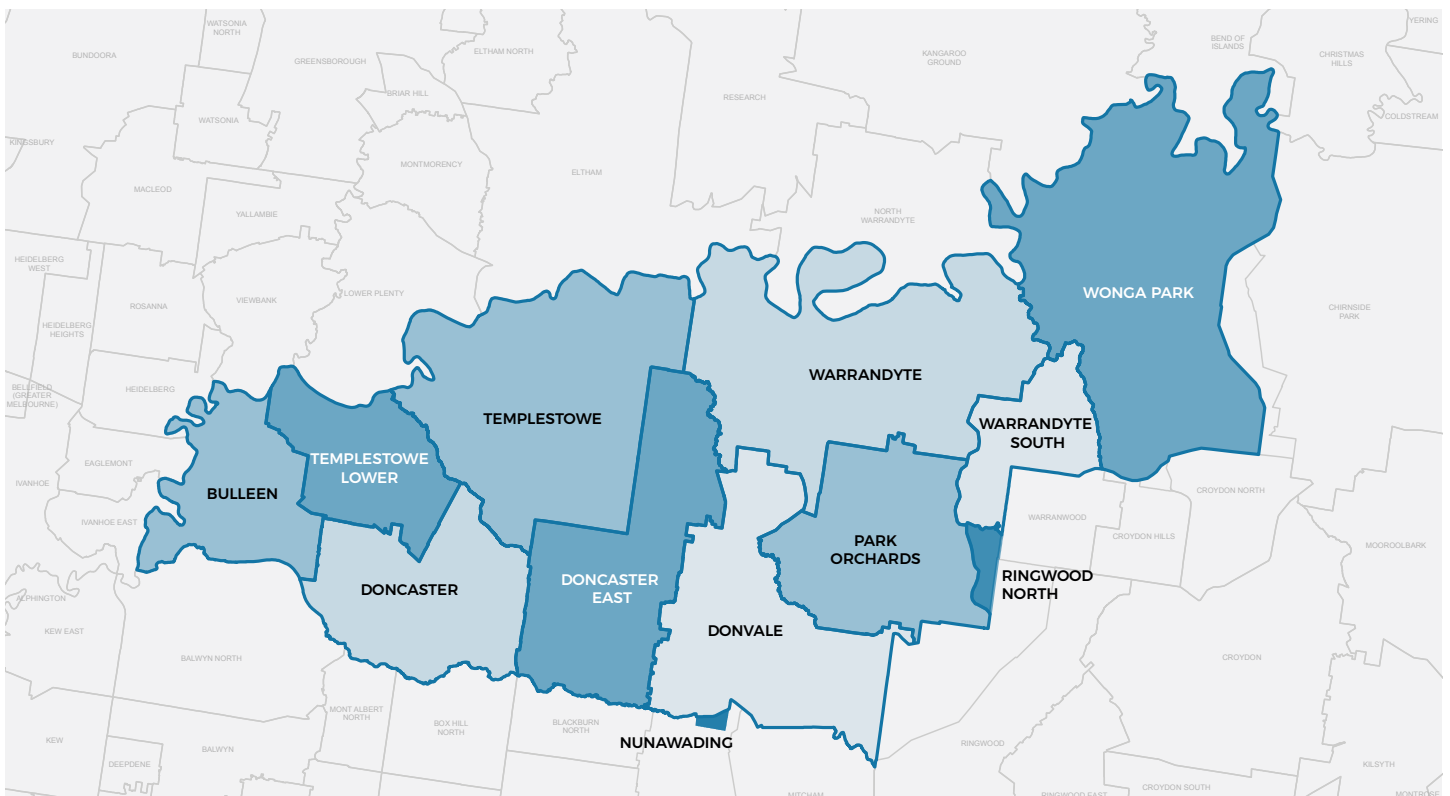 WATSONIA
NORTH
YERING
BUNDOORA
GREENSBOROUGH
ELTHAM NORTH
KANGAROO
GROUND
BEND OF
ISLANDS
CHRISTMAS
HILLS
BRIAR HILL
RESEARCH
WATSONIA
COLDSTREAM
KINGSBURY
MONTMORENCY
ELTHAM
MACLEOD
YALLAMBIE
NORTH
WARRANDYTE
HEIDELBERG
WEST
LOWER PLENTY
WONGA PARK
VIEWBANK
ROSANNA
CHIRNSIDE
PARK
HEIDELBERG
HEIGHTS
WARRANDYTE
BELLFIELD
(GREATER
MELBOURNE)
HEIDELBERG
TEMPLESTOWE
WARRANDYTE
SOUTH
TEMPLESTOWE
LOWER
EAGLEMONT
IVANHOE
BULLEEN
CROYDON NORTH
IVANHOE EAST
WARRANWOOD
CROYDON HILLS
MOOROOLBARK
PARK
ORCHARDS
DONCASTER
DONCASTER
EAST
RINGWOOD
NORTH
ALPHINGTON
KEW EAST
DONVALE
BALWYN NORTH
CROYDON
MONT ALBERT
NORTH
BOX HILL
NORTH
BLACKBURN
NORTH
NUNAWADING
KEW
BALWYN
RINGWOOD
DEEPDENE
KILSYTH
CROYDON SOUTH
MITCHAM
RINGWOOD EAST
MONTROSE